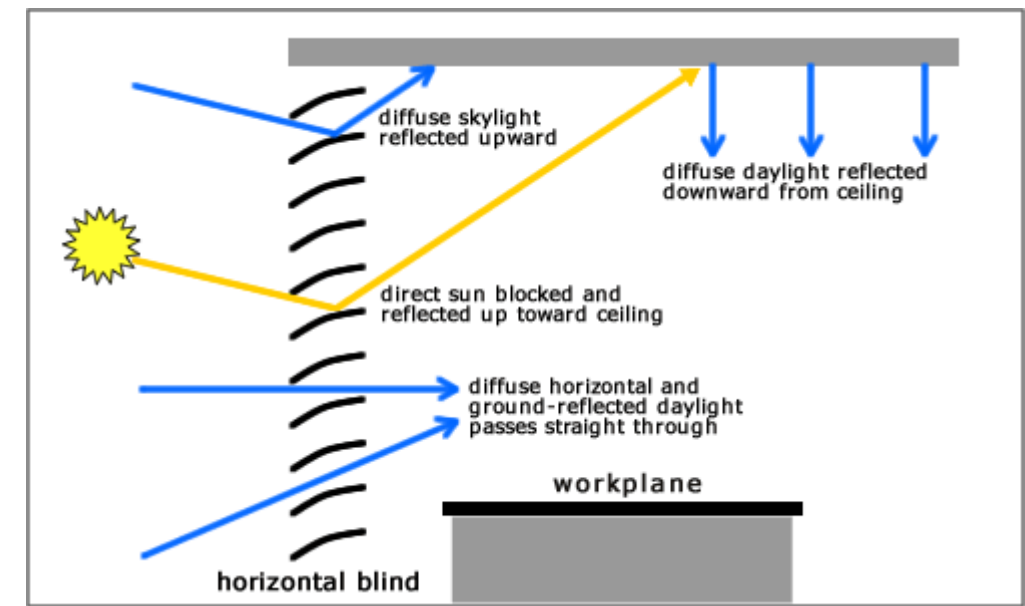 diffuse skylight
reflected upward
diffuse daylight reflected
downward from ceiling
direct sun blocked and
reflected up toward ceiling
diffuse horizontal and
ground-reflected daylight
passes straight through
workplane
horizontal blind